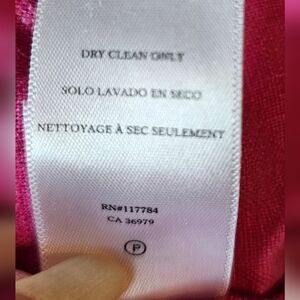 DRY CLEAN ONLY
SOLO LAVADO EN SECO
NETTOYAGE À SEC SEULEMENT
RN#117784
CA 36979
P